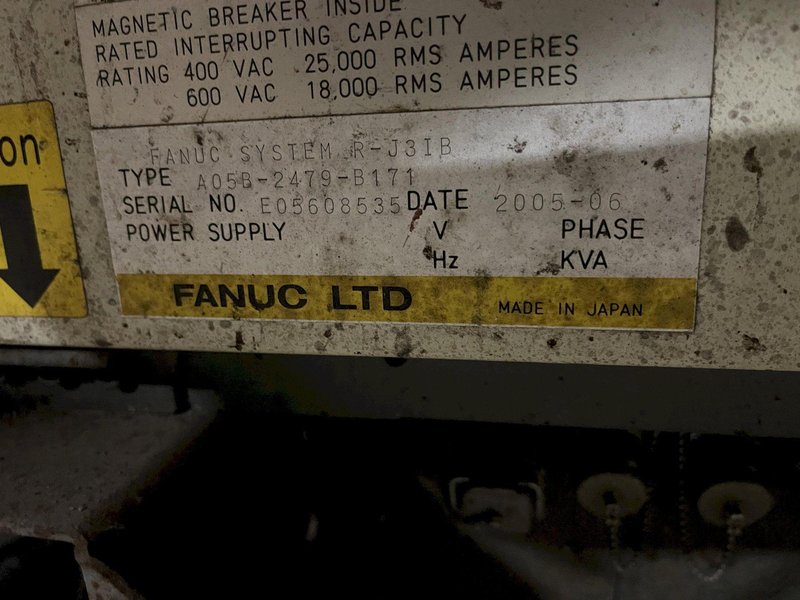 MAGNETIC BREAKER INSIDE
RATED INTERRUPTING CAPACITY
RATING 400 VAC 25,000 RMS AMPERES
600 VAC 18,000 RMS AMPERES
on
FANUC SYSTEM R-J3IB
TYPE A05B-2479-B171
SERIAL NO. E05608535 DATE 2005-06
POWER SUPPLY V PHASE
Hz KVA
FANUC LTD MADE IN JAPAN